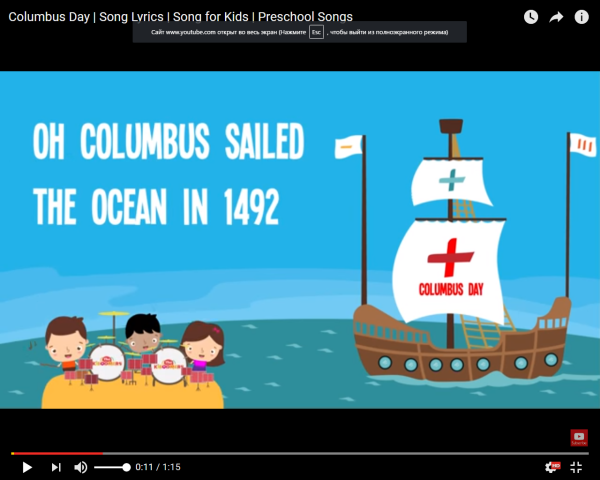 Columbus Day | Song Lyrics | Song for Kids | Preschool Songs
Сайт www.youtube.com открыт во весь экран (Нажмите Esc , чтобы выйти из полноэкранного режима)
OH COLUMBUS SAILED
THE OCEAN IN 1492
COLUMBUS DAY
0:11 / 1:15
HD